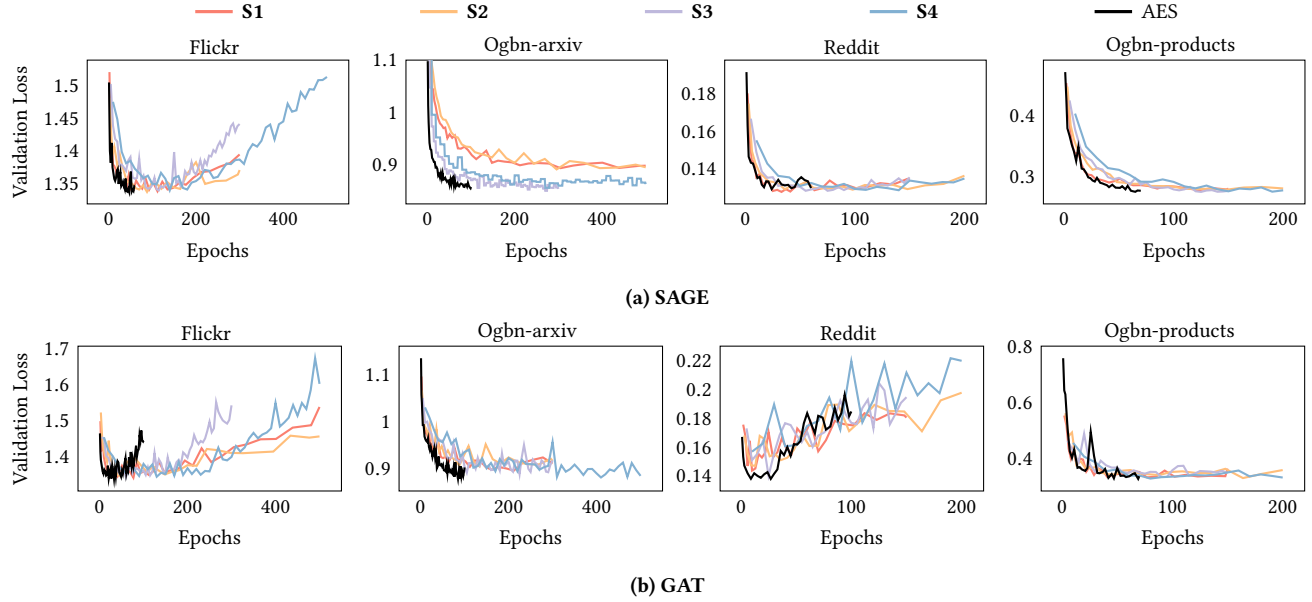 S1 S2 S3 S4 AES
Flickr Ogbn-arxiv Reddit Ogbn-products
Validation Loss
1.5
1.45
1.4
1.35
0 200 400
Epochs
1.1
1
0.9
0 200 400
Epochs
0.18
0.16
0.14
0 100 200
Epochs
0.4
0.3
0 100 200
Epochs
(a) SAGE
Flickr Ogbn-arxiv Reddit Ogbn-products
Validation Loss
1.7
1.6
1.5
1.4
0 200 400
Epochs
1.1
1
0.9
0 200 400
Epochs
0.22
0.2
0.18
0.16
0.14
0 100 200
Epochs
0.8
0.6
0.4
0 100 200
Epochs
(b) GAT